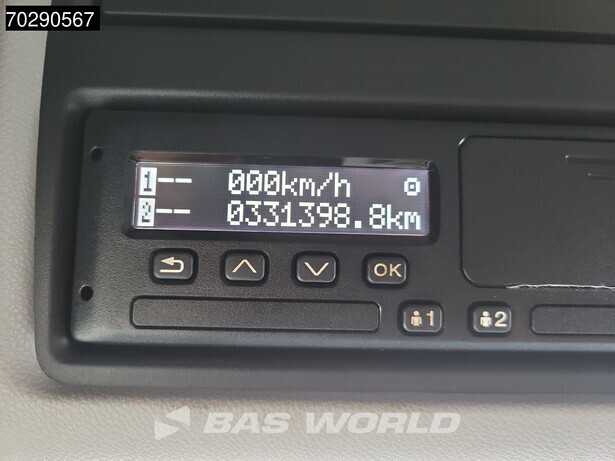 70290567
1-- 000km/h
2-- 0331398.8km
OK
1
2
BAS WORLD